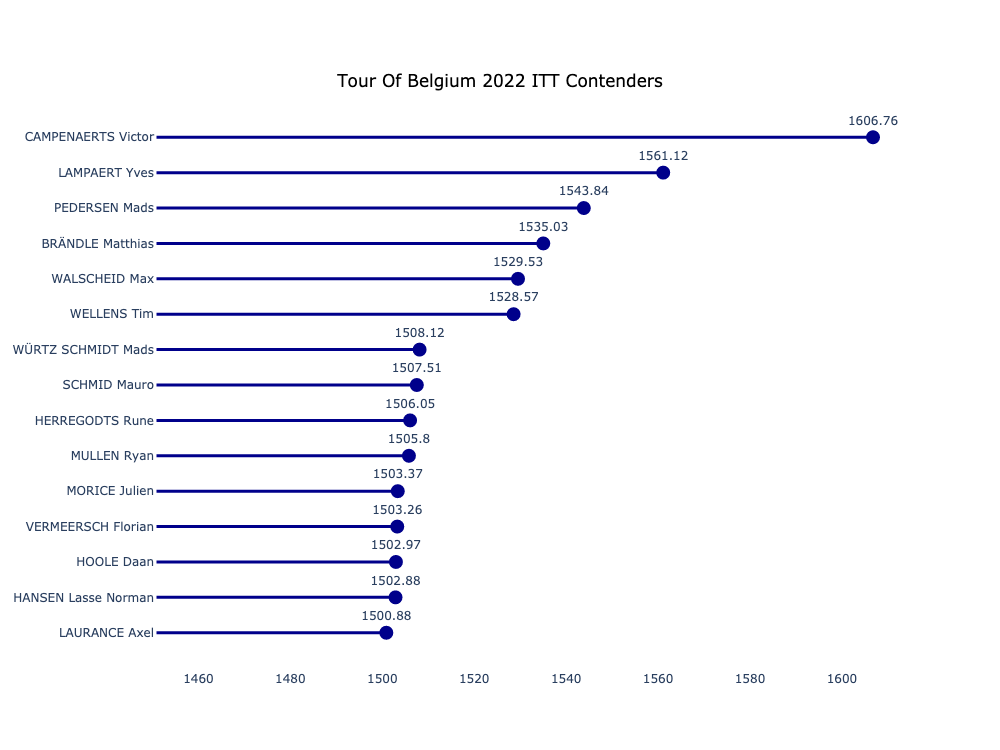 Tour Of Belgium 2022 ITT Contenders
1606.76
CAMPENAERTS Victor
1561.12
LAMPAERT Yves
1543.84
PEDERSEN Mads
1535.03
BRÄNDLE Matthias
1529.53
WALSCHEID Max
1528.57
WELLENS Tim
1508.12
WÜRTZ SCHMIDT Mads
1507.51
SCHMID Mauro
1506.05
HERREGODTS Rune
1505.8
MULLEN Ryan
1503.37
MORICE Julien
1503.26
VERMEERSCH Florian
1502.97
HOOLE Daan
1502.88
HANSEN Lasse Norman
1500.88
LAURANCE Axel
1460 1480 1500 1520 1540 1560 1580 1600